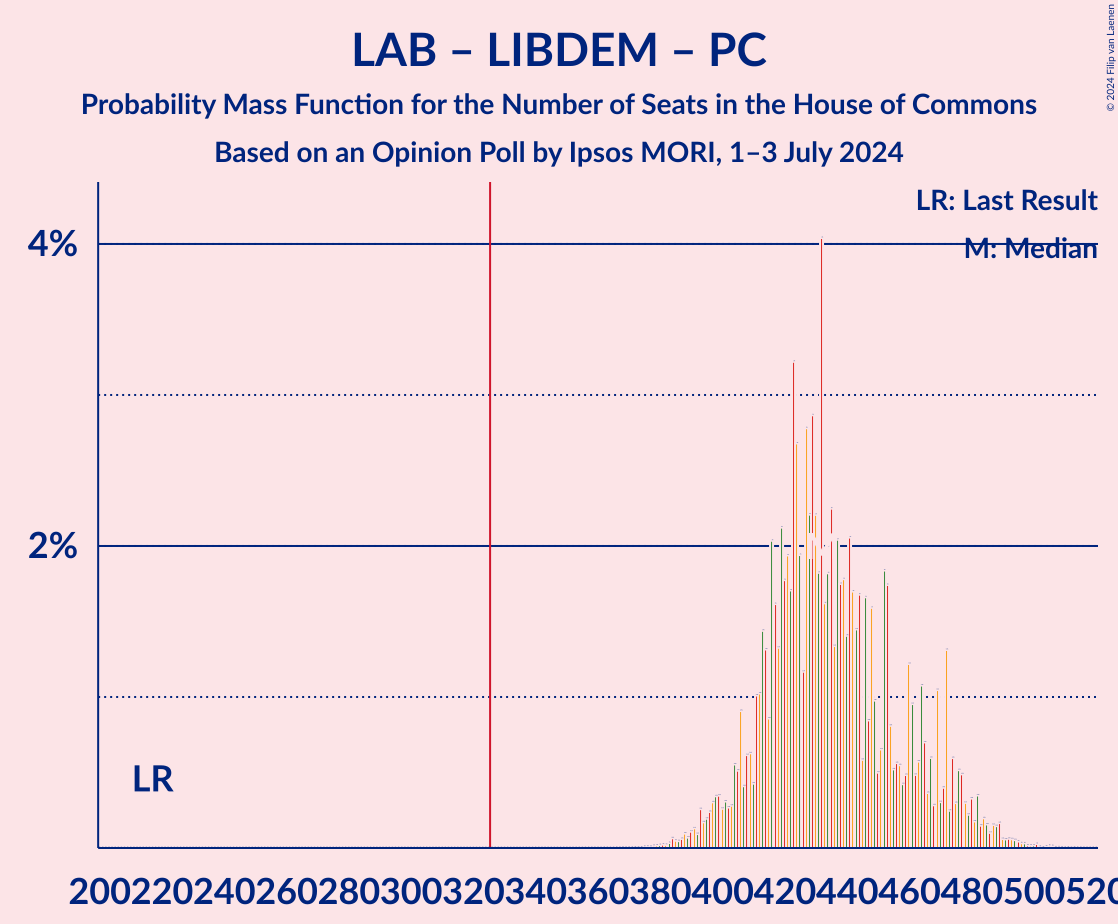 LAB – LIBDEM – PC
Probability Mass Function for the Number of Seats in the House of Commons
Based on an Opinion Poll by Ipsos MORI, 1–3 July 2024
© 2024 Filip van Laenen
LR: Last Result
M: Median
4%
2%
LR
200220240260280300320340360380400420440460480500520